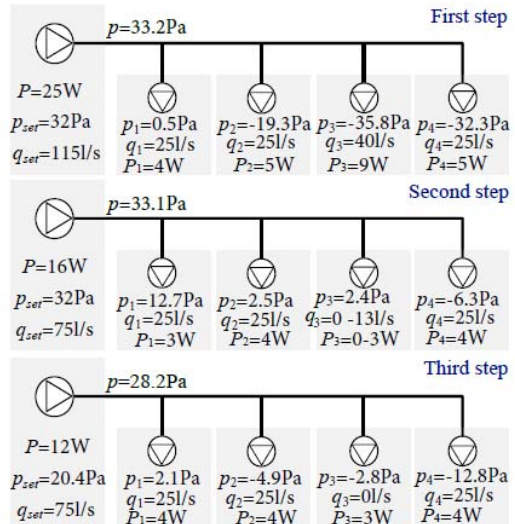 First step
p=33.2Pa
P=25W
pset=32Pa
qset=115l/s
p1=0.5Pa p2=-19.3Pa p3=-35.8Pa p4=-32.3Pa
q1=25l/s q2=25l/s q3=40l/s q4=25l/s
P1=4W P2=5W P3=9W P4=5W
Second step
p=33.1Pa
P=16W
pset=32Pa
qset=75l/s
p1=12.7Pa p2=2.5Pa p3=2.4Pa p4=-6.3Pa
q1=25l/s q2=25l/s q3=0 -13l/s q4=25l/s
P1=3W P2=4W P3=0-3W P4=4W
Third step
p=28.2Pa
P=12W
pset=20.4Pa
qset=75l/s
p1=2.1Pa p2=-4.9Pa p3=-2.8Pa p4=-12.8Pa
q1=25l/s q2=25l/s q3=0l/s q4=25l/s
P1=4W P2=4W P3=3W P4=4W